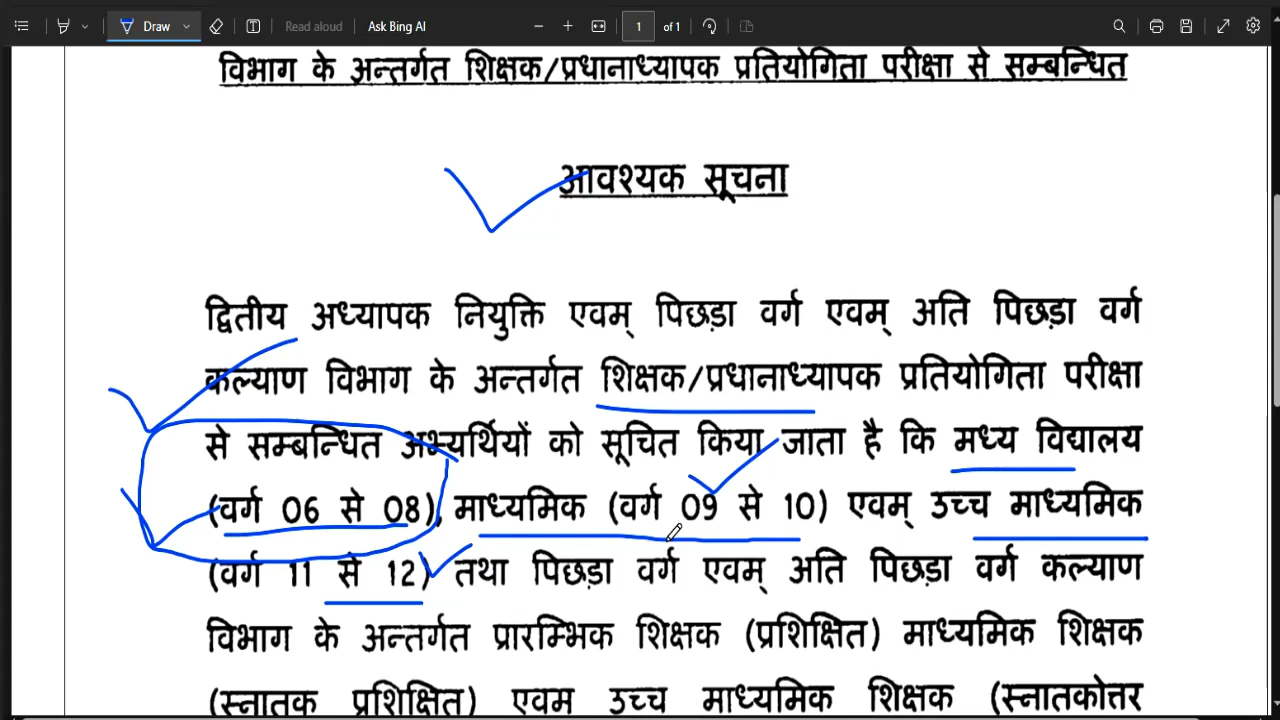 Draw
Read aloud
Ask Bing AI
1
of 1
विभाग के अन्तर्गत शिक्षक/प्रधानाध्यापक प्रतियोगिता परीक्षा से सम्बन्धित
आवश्यक सूचना
द्वितीय अध्यापक नियुक्ति एवम् पिछड़ा वर्ग एवम् अति पिछड़ा वर्ग
कल्याण विभाग के अन्तर्गत शिक्षक/प्रधानाध्यापक प्रतियोगिता परीक्षा
से सम्बन्धित अभ्यर्थियों को सूचित किया जाता है कि मध्य विद्यालय
(वर्ग 06 से 08), माध्यमिक (वर्ग 09 से 10) एवम् उच्च माध्यमिक
(वर्ग 11 से 12) तथा पिछड़ा वर्ग एवम् अति पिछड़ा वर्ग कल्याण
विभाग के अन्तर्गत प्रारम्भिक शिक्षक (प्रशिक्षित) माध्यमिक शिक्षक
(स्नातक प्रशिक्षित) एवम् उच्च माध्यमिक शिक्षक (स्नातकोत्तर